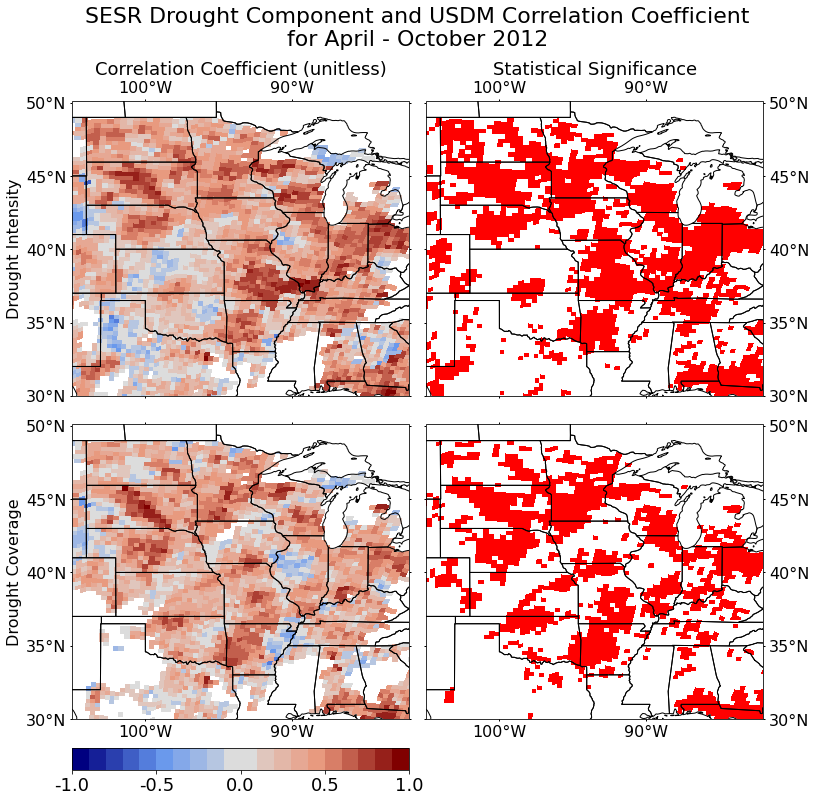 SESR Drought Component and USDM Correlation Coefficient
for April - October 2012
Correlation Coefficient (unitless)
Statistical Significance
100°W 90°W 100°W 90°W
50°N 50°N
45°N 45°N
Drought Intensity
40°N 40°N
35°N 35°N
30°N 30°N
50°N 50°N
45°N 45°N
Drought Coverage
40°N 40°N
35°N 35°N
30°N 30°N
100°W 90°W 100°W 90°W
-1.0 -0.5 0.0 0.5 1.0